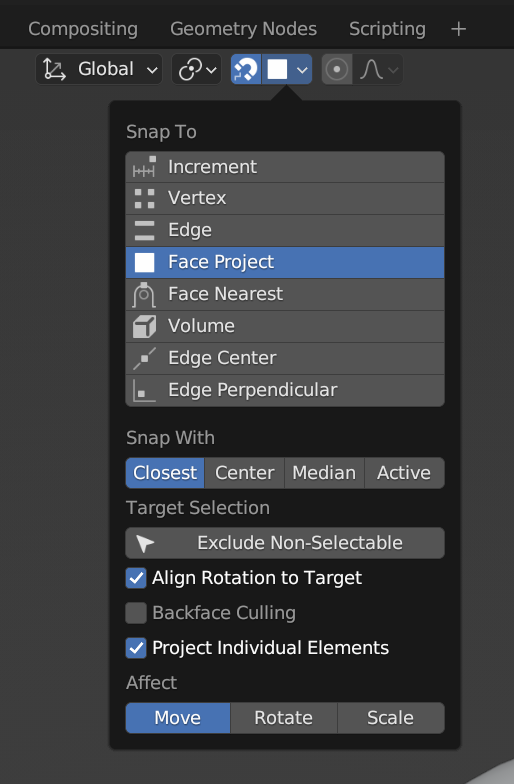 Compositing Geometry Nodes Scripting +
Global
Snap To
Increment
Vertex
Edge
Face Project
Face Nearest
Volume
Edge Center
Edge Perpendicular
Snap With
Closest Center Median Active
Target Selection
Exclude Non-Selectable
Align Rotation to Target
Backface Culling
Project Individual Elements
Affect
Move Rotate Scale